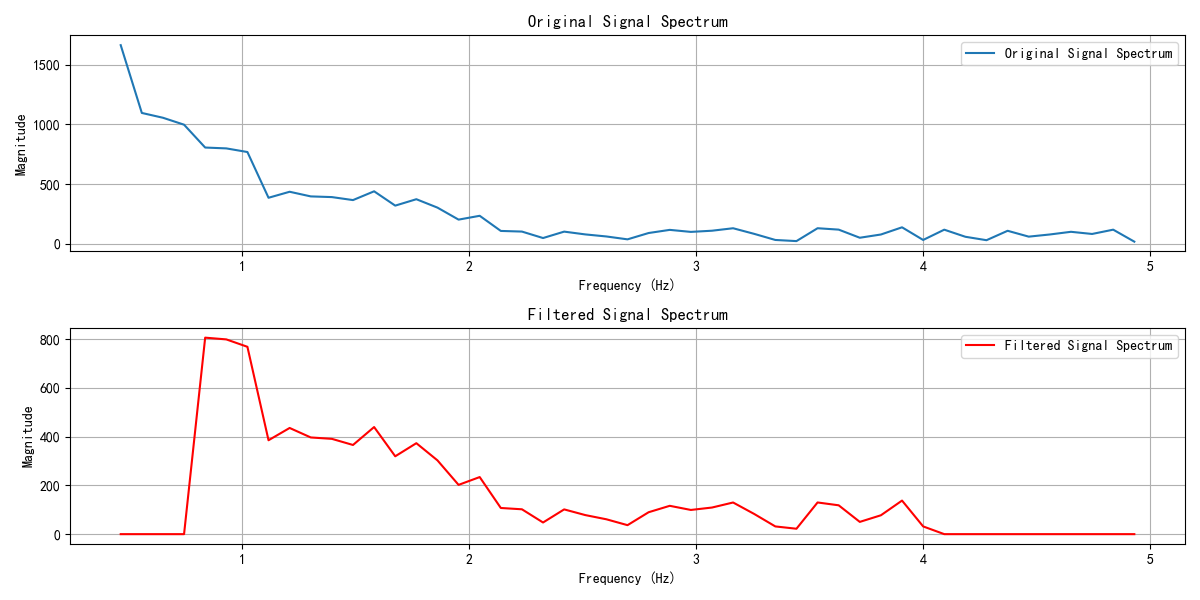 Original Signal Spectrum
Original Signal Spectrum
Magnitude
1500
1000
500
0
1 2 3 4 5
Frequency (Hz)
Filtered Signal Spectrum
Filtered Signal Spectrum
Magnitude
800
600
400
200
0
1 2 3 4 5
Frequency (Hz)